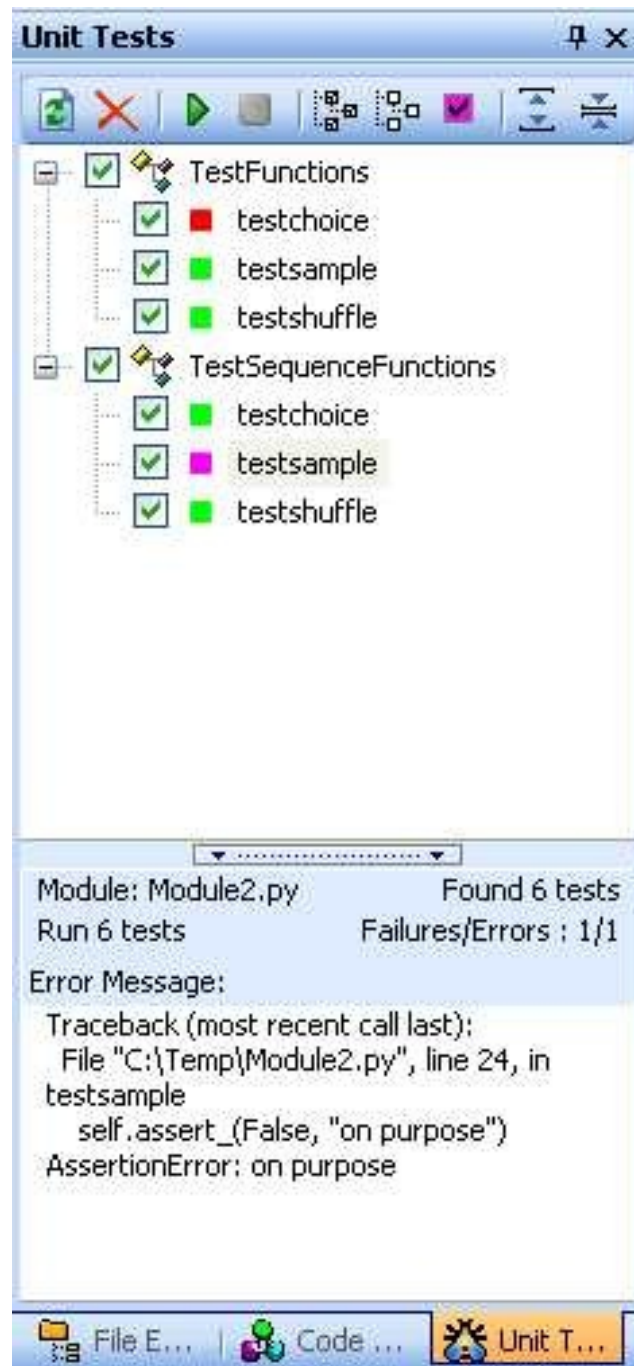 Unit Tests
TestFunctions
testchoice
testsample
testshuffle
TestSequenceFunctions
testchoice
testsample
testshuffle
Module: Module2.py Found 6 tests
Run 6 tests Failures/Errors : 1/1
Error Message:
Traceback (most recent call last):
File "C:\Temp\Module2.py", line 24, in
testsample
self.assert_(False, "on purpose")
AssertionError: on purpose
File E... Code ... Unit T...